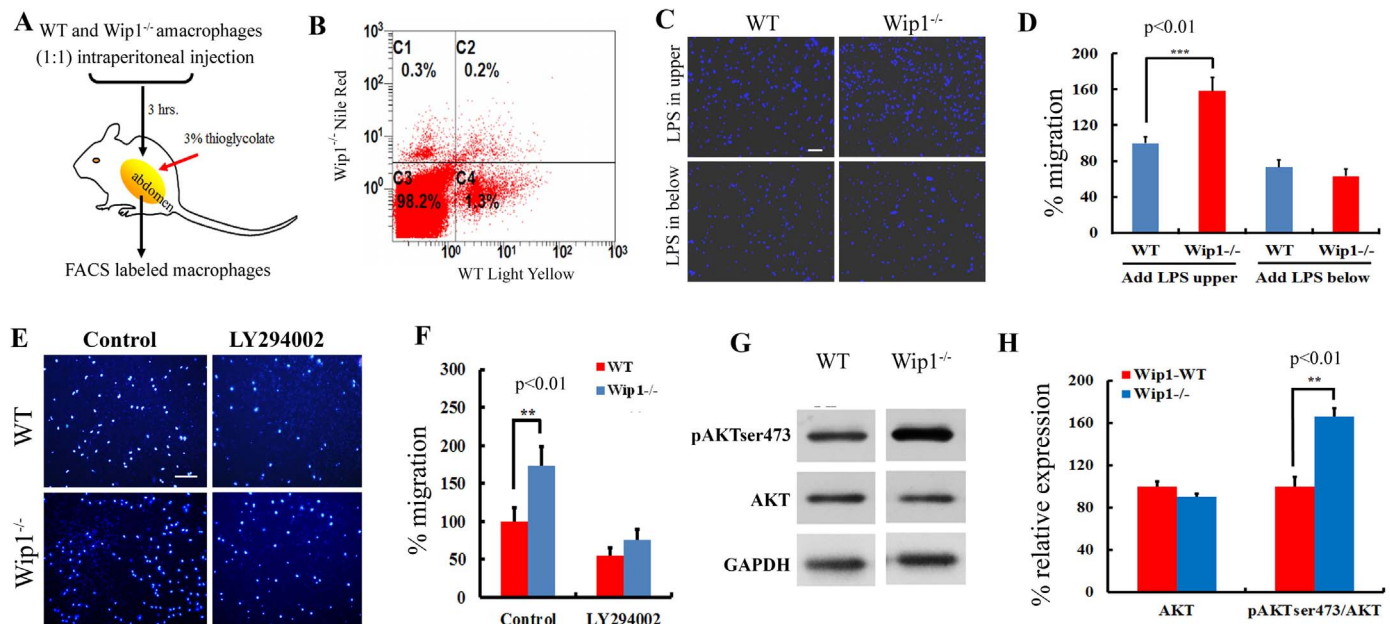 A
WT and Wip1-/- amacrophages
(1:1) intraperitoneal injection
3 hrs.
3% thioglycolate
abdomen
FACS labeled macrophages
B
Wip1-/- Nile Red
10³
10²
10¹
10⁰
C1
0.3%
C2
0.2%
C3
98.2%
C4
1.3%
10⁰ 10¹ 10² 10³
WT Light Yellow
C
WT Wip1-/-
LPS in upper
LPS in below
D
p<0.01
***
% migration
200
160
120
80
40
0
WT Wip1-/- WT Wip1-/-
Add LPS upper Add LPS below
E
Control LY294002
WT
Wip1-/-
F
WT
Wip1-/-
p<0.01
**
% migration
300
250
200
150
100
50
0
Control LY294002
G
WT Wip1-/-
pAKTser473
AKT
GAPDH
H
Wip1-WT
Wip1-/-
p<0.01
**
% relative expression
200
160
120
80
40
0
AKT pAKTser473/AKT